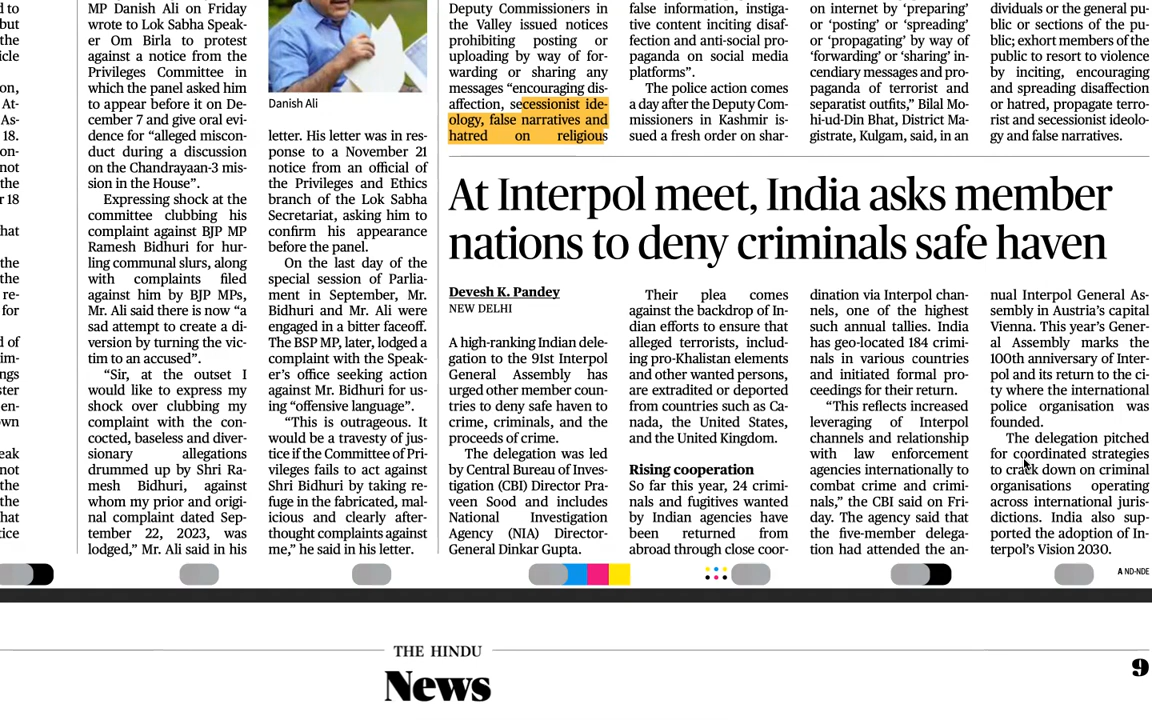 d to
but
the
icle
on,
At-
As-
18.
on-
not
the
r 18
hat
the
the
re-
for
d of
im-
ngs
ster
en-
own
eak
not
the
the
hat
tice
MP Danish Ali on Friday
wrote to Lok Sabha Speak-
er Om Birla to protest
against a notice from the
Privileges Committee in
which the panel asked him
to appear before it on De-
cember 7 and give oral evi-
dence for “alleged miscon-
duct during a discussion
on the Chandrayaan-3 mis-
sion in the House”.
Expressing shock at the
committee clubbing his
complaint against BJP MP
Ramesh Bidhuri for hur-
ling communal slurs, along
with complaints filed
against him by BJP MPs,
Mr. Ali said there is now “a
sad attempt to create a di-
version by turning the vic-
tim to an accused”.
“Sir, at the outset I
would like to express my
shock over clubbing my
complaint with the con-
cocted, baseless and diver-
sionary allegations
drummed up by Shri Ra-
mesh Bidhuri, against
whom my prior and origi-
nal complaint dated Sep-
tember 22, 2023, was
lodged,” Mr. Ali said in his
Danish Ali
letter. His letter was in res-
ponse to a November 21
notice from an official of
the Privileges and Ethics
branch of the Lok Sabha
Secretariat, asking him to
confirm his appearance
before the panel.
On the last day of the
special session of Parlia-
ment in September, Mr.
Bidhuri and Mr. Ali were
engaged in a bitter faceoff.
The BSP MP, later, lodged a
complaint with the Speak-
er’s office seeking action
against Mr. Bidhuri for us-
ing “offensive language”.
“This is outrageous. It
would be a travesty of jus-
tice if the Committee of Pri-
vileges fails to act against
Shri Bidhuri by taking re-
fuge in the fabricated, mal-
icious and clearly after-
thought complaints against
me,” he said in his letter.
Deputy Commissioners in
the Valley issued notices
prohibiting posting or
uploading by way of for-
warding or sharing any
messages “encouraging dis-
affection, secessionist ide-
ology, false narratives and
hatred on religious
false information, instiga-
tive content inciting disaf-
fection and anti-social pro-
paganda on social media
platforms”.
The police action comes
a day after the Deputy Com-
missioners in Kashmir is-
sued a fresh order on shar-
on internet by ‘preparing’
or ‘posting’ or ‘spreading’
or ‘propagating’ by way of
‘forwarding’ or ‘sharing’ in-
cendiary messages and pro-
paganda of terrorist and
separatist outfits,” Bilal Mo-
hi-ud-Din Bhat, District Ma-
gistrate, Kulgam, said, in an
dividuals or the general pu-
blic or sections of the pu-
blic; exhort members of the
public to resort to violence
by inciting, encouraging
and spreading disaffection
or hatred, propagate terro-
rist and secessionist ideolo-
gy and false narratives.
At Interpol meet, India asks member
nations to deny criminals safe haven
Devesh K. Pandey
NEW DELHI
A high-ranking Indian dele-
gation to the 91st Interpol
General Assembly has
urged other member coun-
tries to deny safe haven to
crime, criminals, and the
proceeds of crime.
The delegation was led
by Central Bureau of Inves-
tigation (CBI) Director Pra-
veen Sood and includes
National Investigation
Agency (NIA) Director-
General Dinkar Gupta.
Their plea comes
against the backdrop of In-
dian efforts to ensure that
alleged terrorists, includ-
ing pro-Khalistan elements
and other wanted persons,
are extradited or deported
from countries such as Ca-
nada, the United States,
and the United Kingdom.
Rising cooperation
So far this year, 24 crimi-
nals and fugitives wanted
by Indian agencies have
been returned from
abroad through close coor-
dination via Interpol chan-
nels, one of the highest
such annual tallies. India
has geo-located 184 crimi-
nals in various countries
and initiated formal pro-
ceedings for their return.
“This reflects increased
leveraging of Interpol
channels and relationship
with law enforcement
agencies internationally to
combat crime and crimi-
nals,” the CBI said on Fri-
day. The agency said that
the five-member delega-
tion had attended the an-
nual Interpol General As-
sembly in Austria’s capital
Vienna. This year’s Gener-
al Assembly marks the
100th anniversary of Inter-
pol and its return to the ci-
ty where the international
police organisation was
founded.
The delegation pitched
for coordinated strategies
to crack down on criminal
organisations operating
across international juris-
dictions. India also sup-
ported the adoption of In-
terpol’s Vision 2030.
A ND-NDE
THE HINDU
News
9